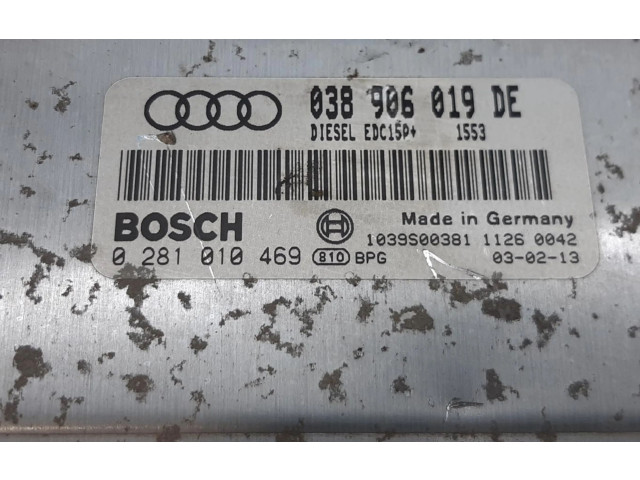 038 906 019 DE
DIESEL EDC15P+ 1553
BOSCH Made in Germany
1039S00381 1126 0042
0 281 010 469 810 BPG 03-02-13